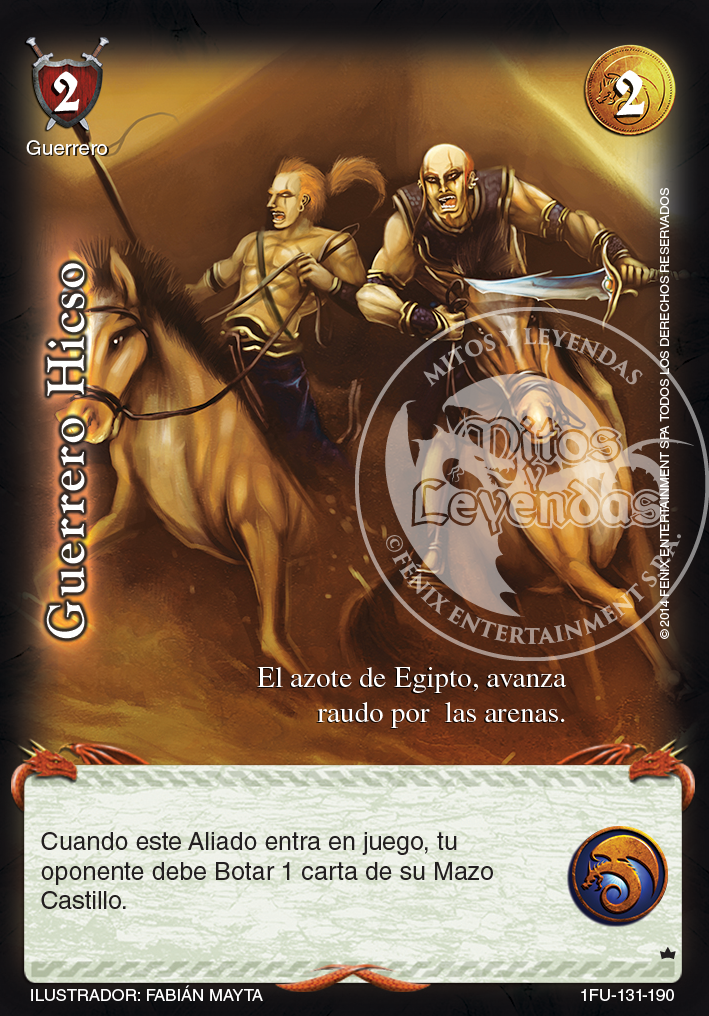 2
2
Guerrero
Guerrero Hicso
MITOS Y LEYENDAS
Mitos
y
Leyendas
© FENIX ENTERTAINMENT S.P.A.
© 2014 FENIX ENTERTAINMENT SPA TODOS LOS DERECHOS RESERVADOS
El azote de Egipto, avanza
raudo por las arenas.
Cuando este Aliado entra en juego, tu
oponente debe Botar 1 carta de su Mazo
Castillo.
ILUSTRADOR: FABIÁN MAYTA
1FU-131-190